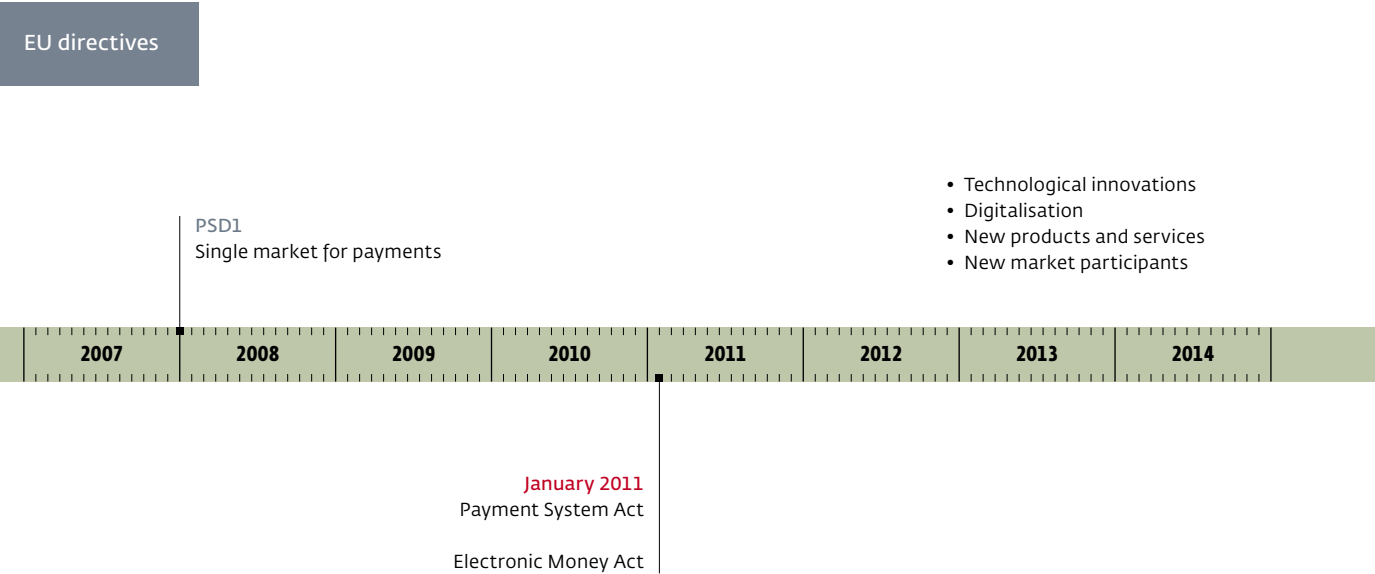 EU directives
• Technological innovations
• Digitalisation
• New products and services
• New market participants
PSD1
Single market for payments
2007 2008 2009 2010 2011 2012 2013 2014
January 2011
Payment System Act
Electronic Money Act